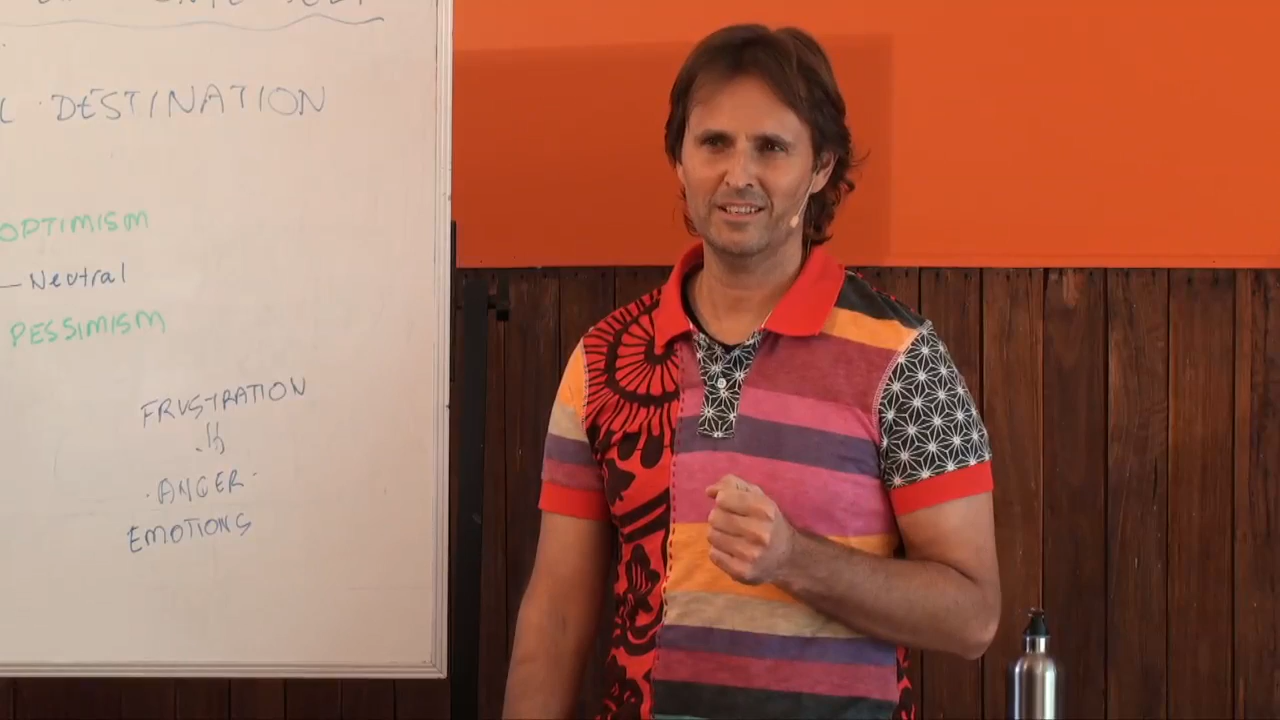 DESTINATION
OPTIMISM
Neutral
PESSIMISM
FRUSTRATION
ANGER
EMOTIONS